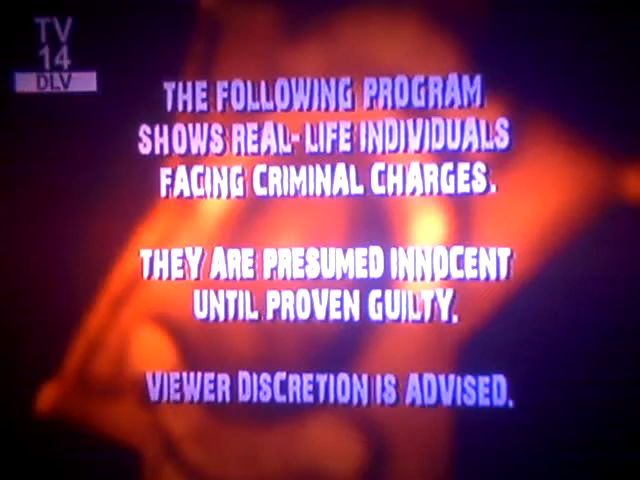 TV
14
DLV
THE FOLLOWING PROGRAM
SHOWS REAL-LIFE INDIVIDUALS
FACING CRIMINAL CHARGES.
THEY ARE PRESUMED INNOCENT
UNTIL PROVEN GUILTY.
VIEWER DISCRETION IS ADVISED.